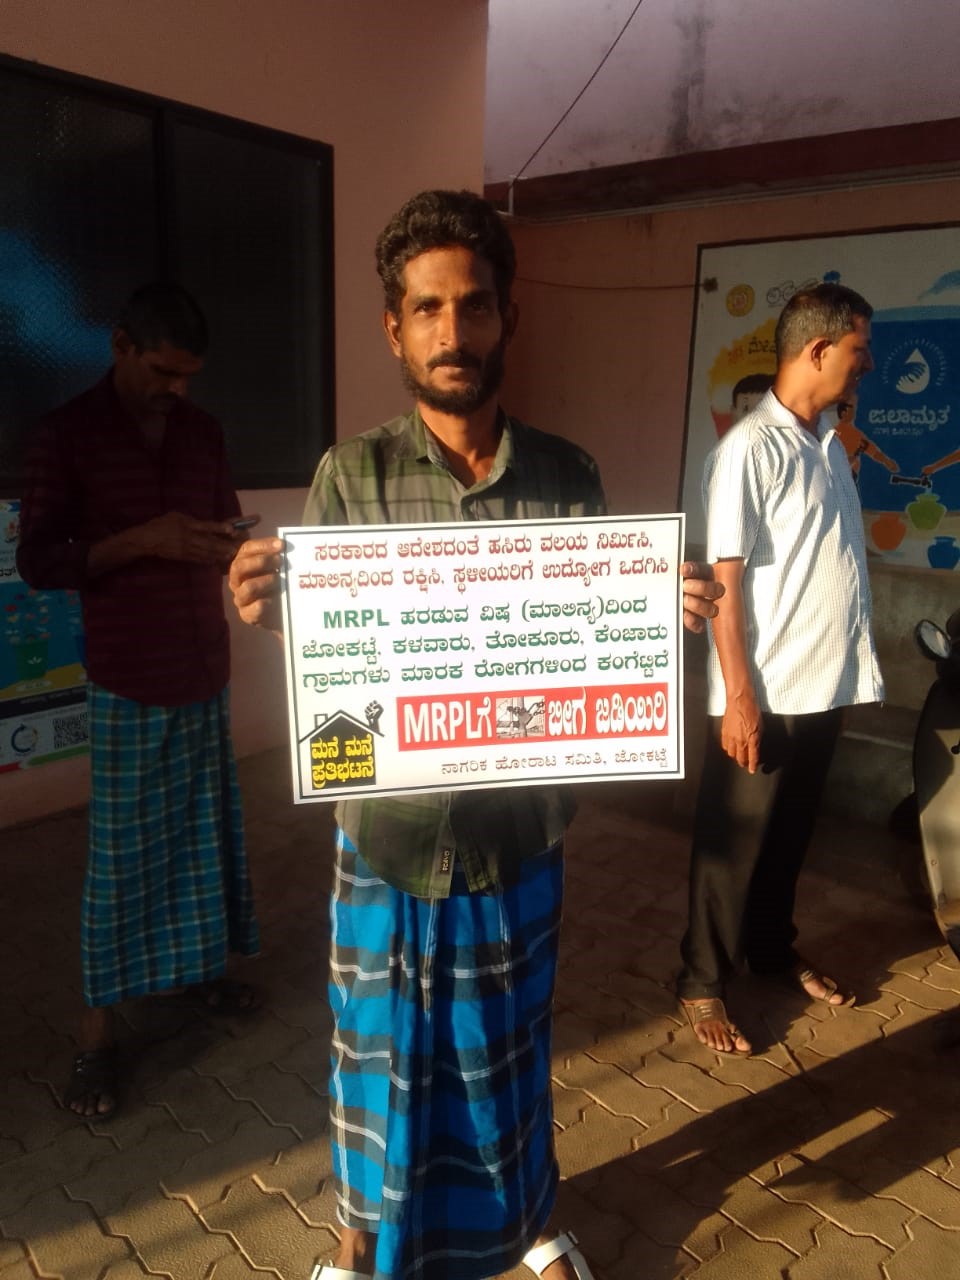 ಸರಕಾರದ ಆದೇಶದಂತೆ ಹಸಿರು ವಲಯ ನಿರ್ಮಿಸಿ,
ಮಾಲಿನ್ಯದಿಂದ ರಕ್ಷಿಸಿ, ಸ್ಥಳೀಯರಿಗೆ ಉದ್ಯೋಗ ಒದಗಿಸಿ
MRPL ಹರಡುವ ವಿಷ (ಮಾಲಿನ್ಯ)ದಿಂದ
ಜೋಕಟ್ಟೆ, ಕಳವಾರು, ತೋಕೂರು, ಕೆಂಜಾರು
ಗ್ರಾಮಗಳು ಮಾರಕ ರೋಗಗಳಿಂದ ಕಂಗೆಟ್ಟಿದೆ
MRPLಗೆ ಬೀಗ ಜಡಿಯಿರಿ
ಮನೆ ಮನೆ
ಪ್ರತಿಭಟನೆ
ನಾಗರಿಕ ಹೋರಾಟ ಸಮಿತಿ, ಜೋಕಟ್ಟೆ
ಜಲಾಮೃತ